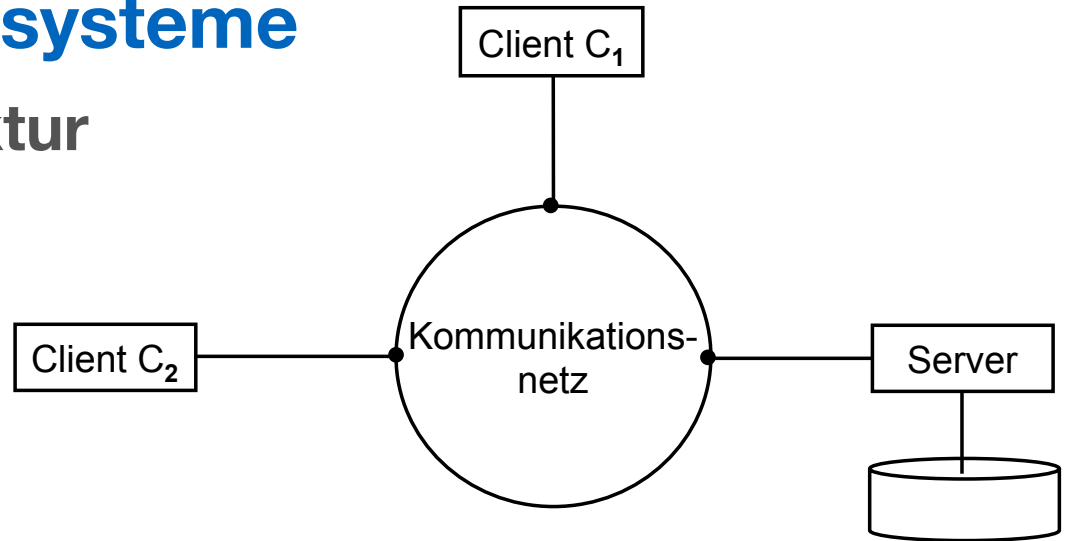 systeme
ktur
Client C₁
Client C₂
Kommunikations-
netz
Server